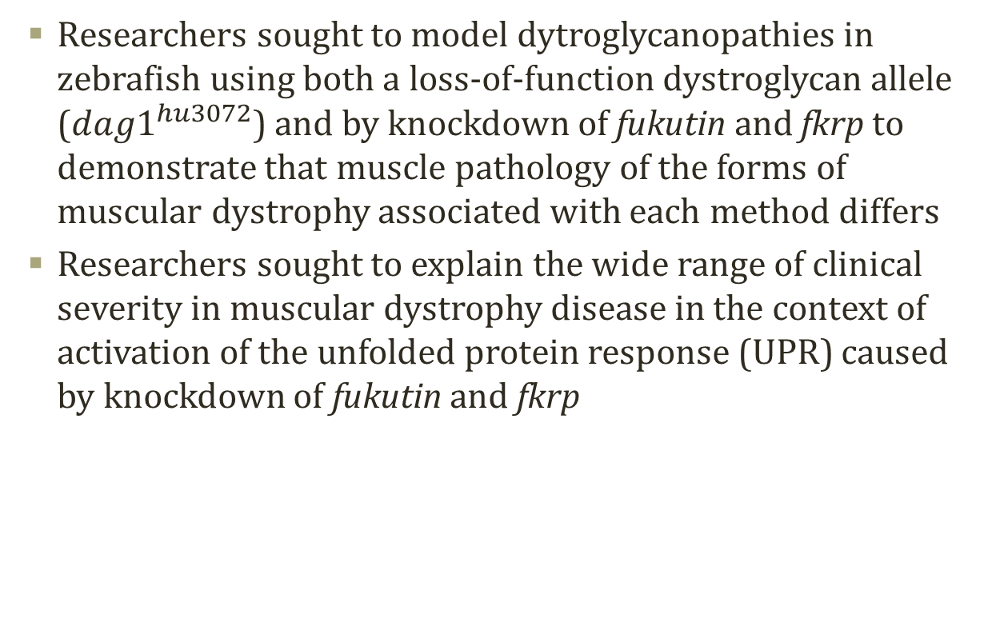 ▪ Researchers sought to model dytroglycanopathies in
zebrafish using both a loss-of-function dystroglycan allele
(dag1^hu3072) and by knockdown of fukutin and fkrp to
demonstrate that muscle pathology of the forms of
muscular dystrophy associated with each method differs
▪ Researchers sought to explain the wide range of clinical
severity in muscular dystrophy disease in the context of
activation of the unfolded protein response (UPR) caused
by knockdown of fukutin and fkrp